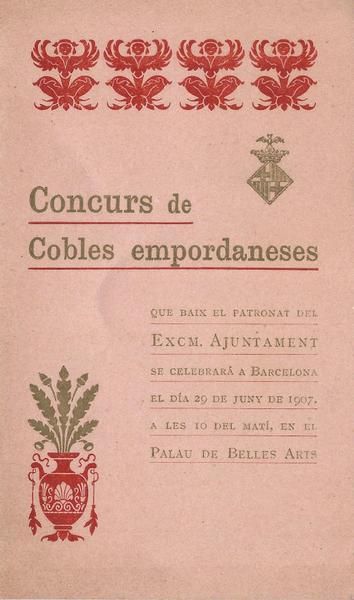 Concurs de
Cobles empordaneses
QUE BAIX EL PATRONAT DEL
EXCM. AJUNTAMENT
SE CELEBRARÁ A BARCELONA
EL DÍA 29 DE JUNY DE 1907,
A LES 10 DEL MATÍ, EN EL
PALAU DE BELLES ARTS